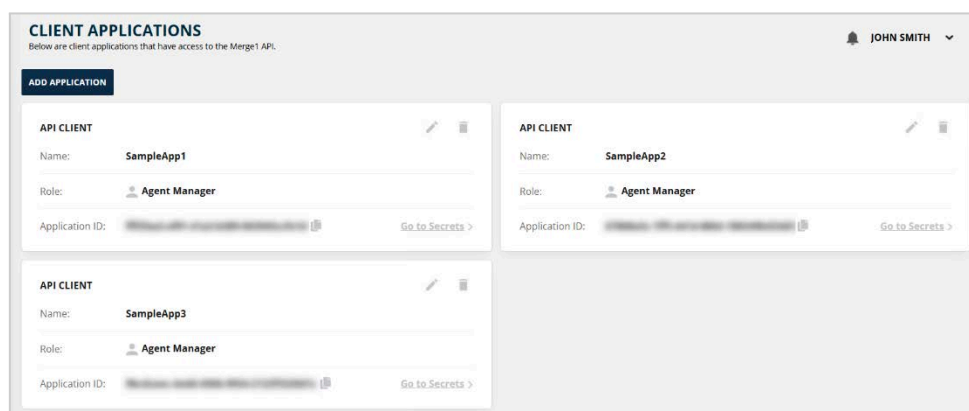 CLIENT APPLICATIONS
Below are client applications that have access to the Merge1 API.
JOHN SMITH
ADD APPLICATION
API CLIENT
Name: SampleApp1
Role: Agent Manager
Application ID: Go to Secrets >
API CLIENT
Name: SampleApp2
Role: Agent Manager
Application ID: Go to Secrets >
API CLIENT
Name: SampleApp3
Role: Agent Manager
Application ID: Go to Secrets >